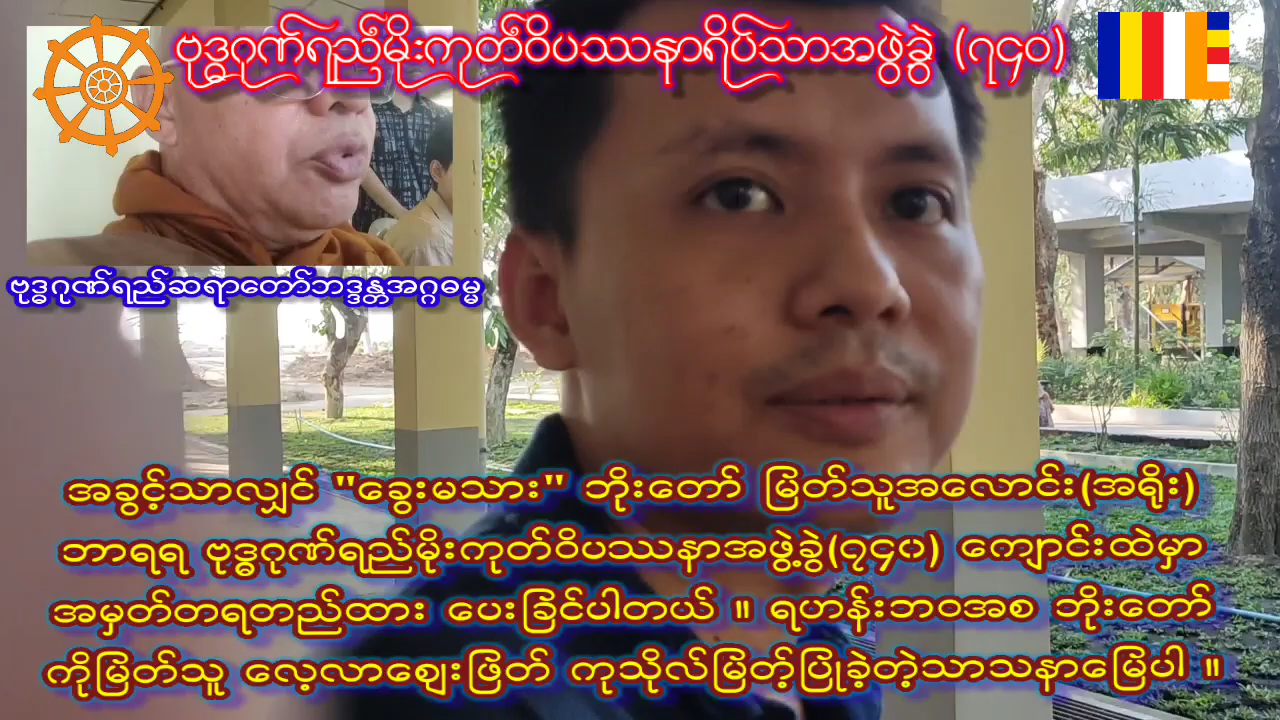 ဗုဒ္ဓဂုဏ်ရည်မိုးကုတ်ဝိပဿနာရိပ်သာအဖွဲ့ခွဲ (၇၄၀)
ဗုဒ္ဓဂုဏ်ရည်ဆရာတော်ဘဒ္ဒန္တအဂ္ဂဓမ္မ
အခွင့်သာလျှင် "ခွေးမသား" ဘိုးတော် မြတ်သူအလောင်း(အရိုး)
ဘာရရ ဗုဒ္ဓဂုဏ်ရည်မိုးကုတ်ဝိပဿနာအဖွဲ့ခွဲ(၇၄၀) ကျောင်းထဲမှာ
အမှတ်တရတည်ထား ပေးခြင်ပါတယ် ။ ရဟန်းဘဝအစ ဘိုးတော်
ကိုမြတ်သူ လေ့လာဈေးဖြတ် ကုသိုလ်မြတ့်ပြုခဲ့တဲ့သာသနာမြေပါ ။